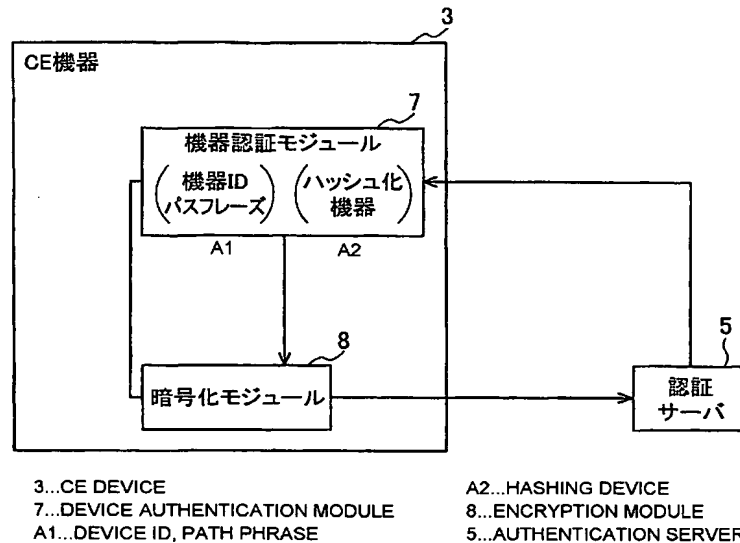 3
CE機器
7
機器認証モジュール
(機器ID パスフレーズ) (ハッシュ化 機器)
A1 A2
8
暗号化モジュール
5
認証
サーバ
3...CE DEVICE
7...DEVICE AUTHENTICATION MODULE
A1...DEVICE ID, PATH PHRASE
A2...HASHING DEVICE
8...ENCRYPTION MODULE
5...AUTHENTICATION SERVER